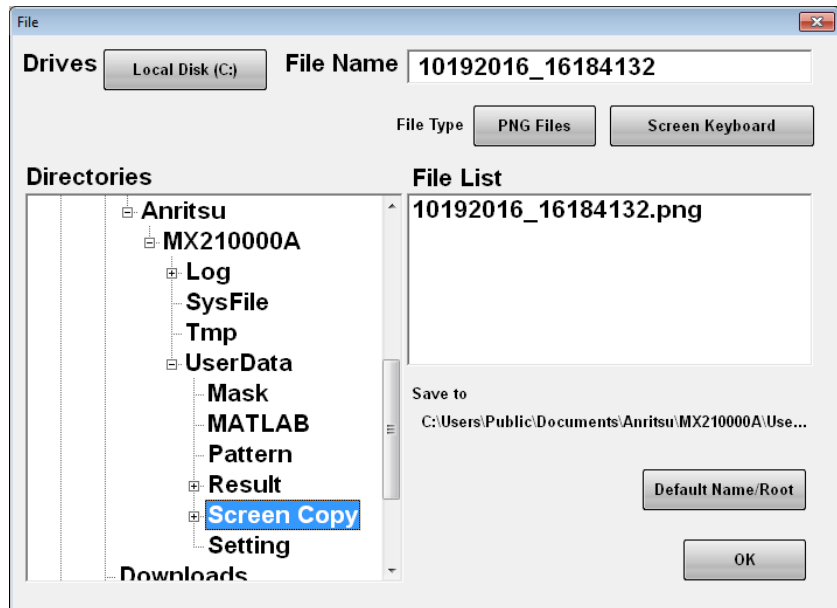 File
Drives
Local Disk (C:)
File Name
10192016_16184132
File Type
PNG Files
Screen Keyboard
Directories
Anritsu
MX210000A
Log
SysFile
Tmp
UserData
Mask
MATLAB
Pattern
Result
Screen Copy
Setting
Downloads
File List
10192016_16184132.png
Save to
C:\Users\Public\Documents\Anritsu\MX210000A\Use...
Default Name/Root
OK